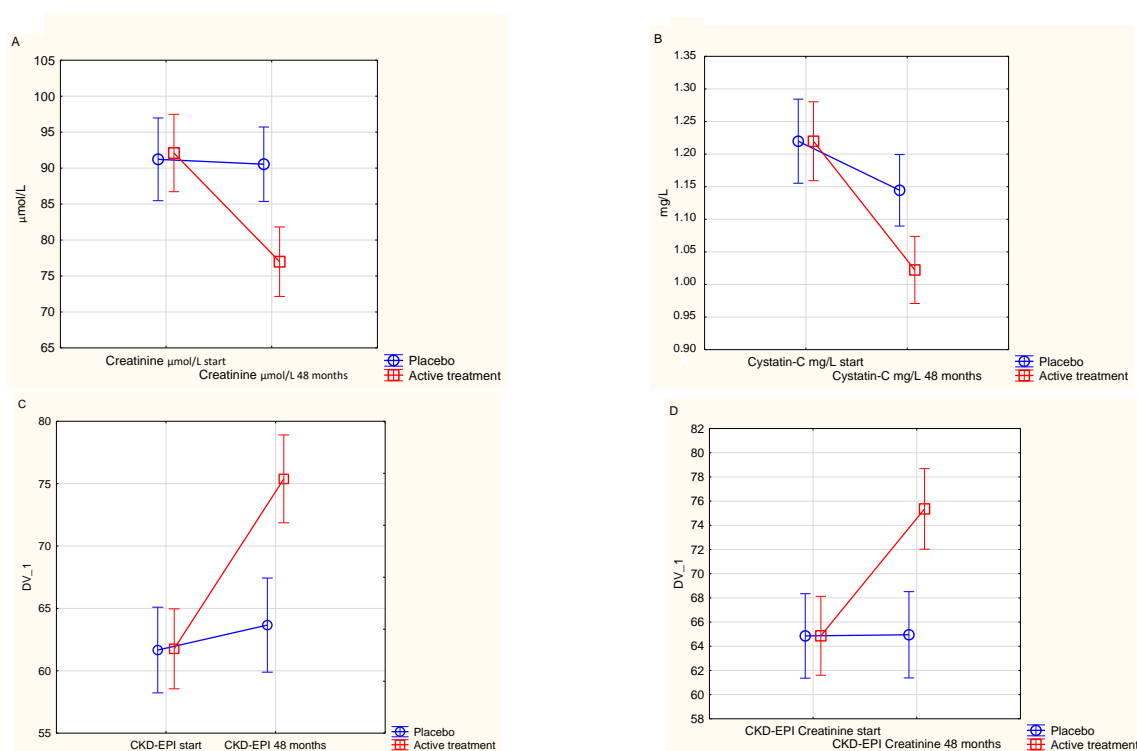 A
105
100
95
90
85
80
75
70
65
μmol/L
Creatinine μmol/L start
Creatinine μmol/L 48 months
Placebo
Active treatment
B
1.35
1.30
1.25
1.20
1.15
1.10
1.05
1.00
0.95
0.90
mg/L
Cystatin-C mg/L start
Cystatin-C mg/L 48 months
Placebo
Active treatment
C
80
75
70
65
60
55
DV_1
CKD-EPI start
CKD-EPI 48 months
Placebo
Active treatment
D
82
80
78
76
74
72
70
68
66
64
62
60
58
DV_1
CKD-EPI Creatinine start
CKD-EPI Creatinine 48 months
Placebo
Active treatment